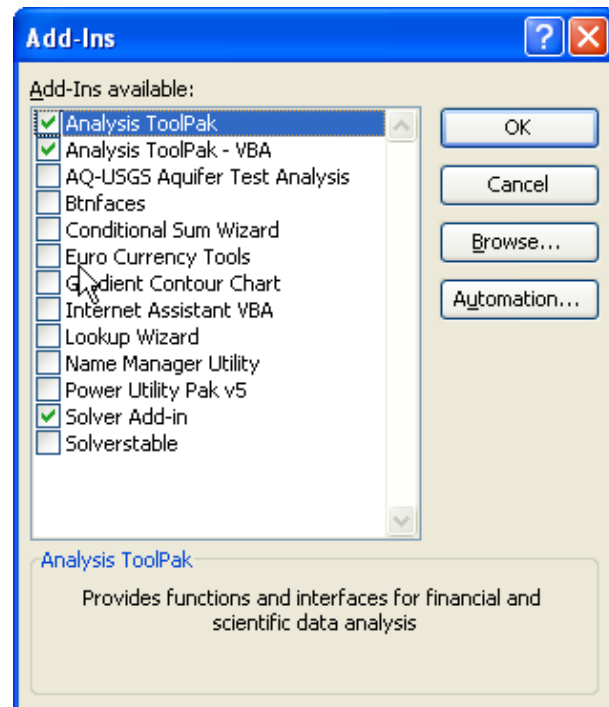 Add-Ins
Add-Ins available:
Analysis ToolPak
Analysis ToolPak - VBA
AQ-USGS Aquifer Test Analysis
Btnfaces
Conditional Sum Wizard
Euro Currency Tools
Gradient Contour Chart
Internet Assistant VBA
Lookup Wizard
Name Manager Utility
Power Utility Pak v5
Solver Add-in
Solverstable
OK
Cancel
Browse...
Automation...
Analysis ToolPak
Provides functions and interfaces for financial and
scientific data analysis